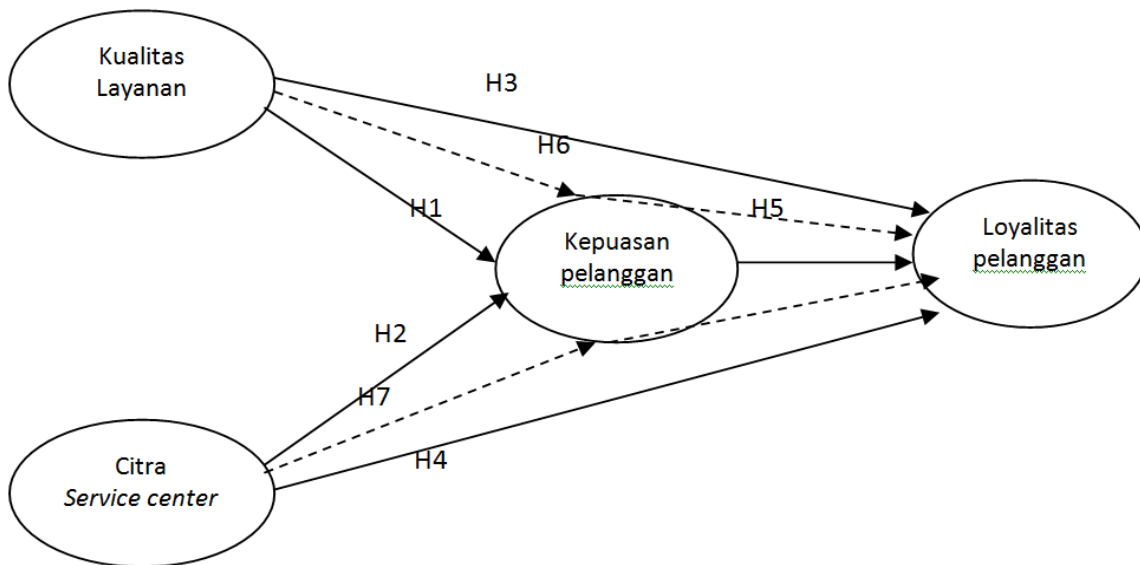 Kualitas
Layanan
H3
H6
H1
H5
Kepuasan
pelanggan
Loyalitas
pelanggan
H2
H7
H4
Citra
Service center